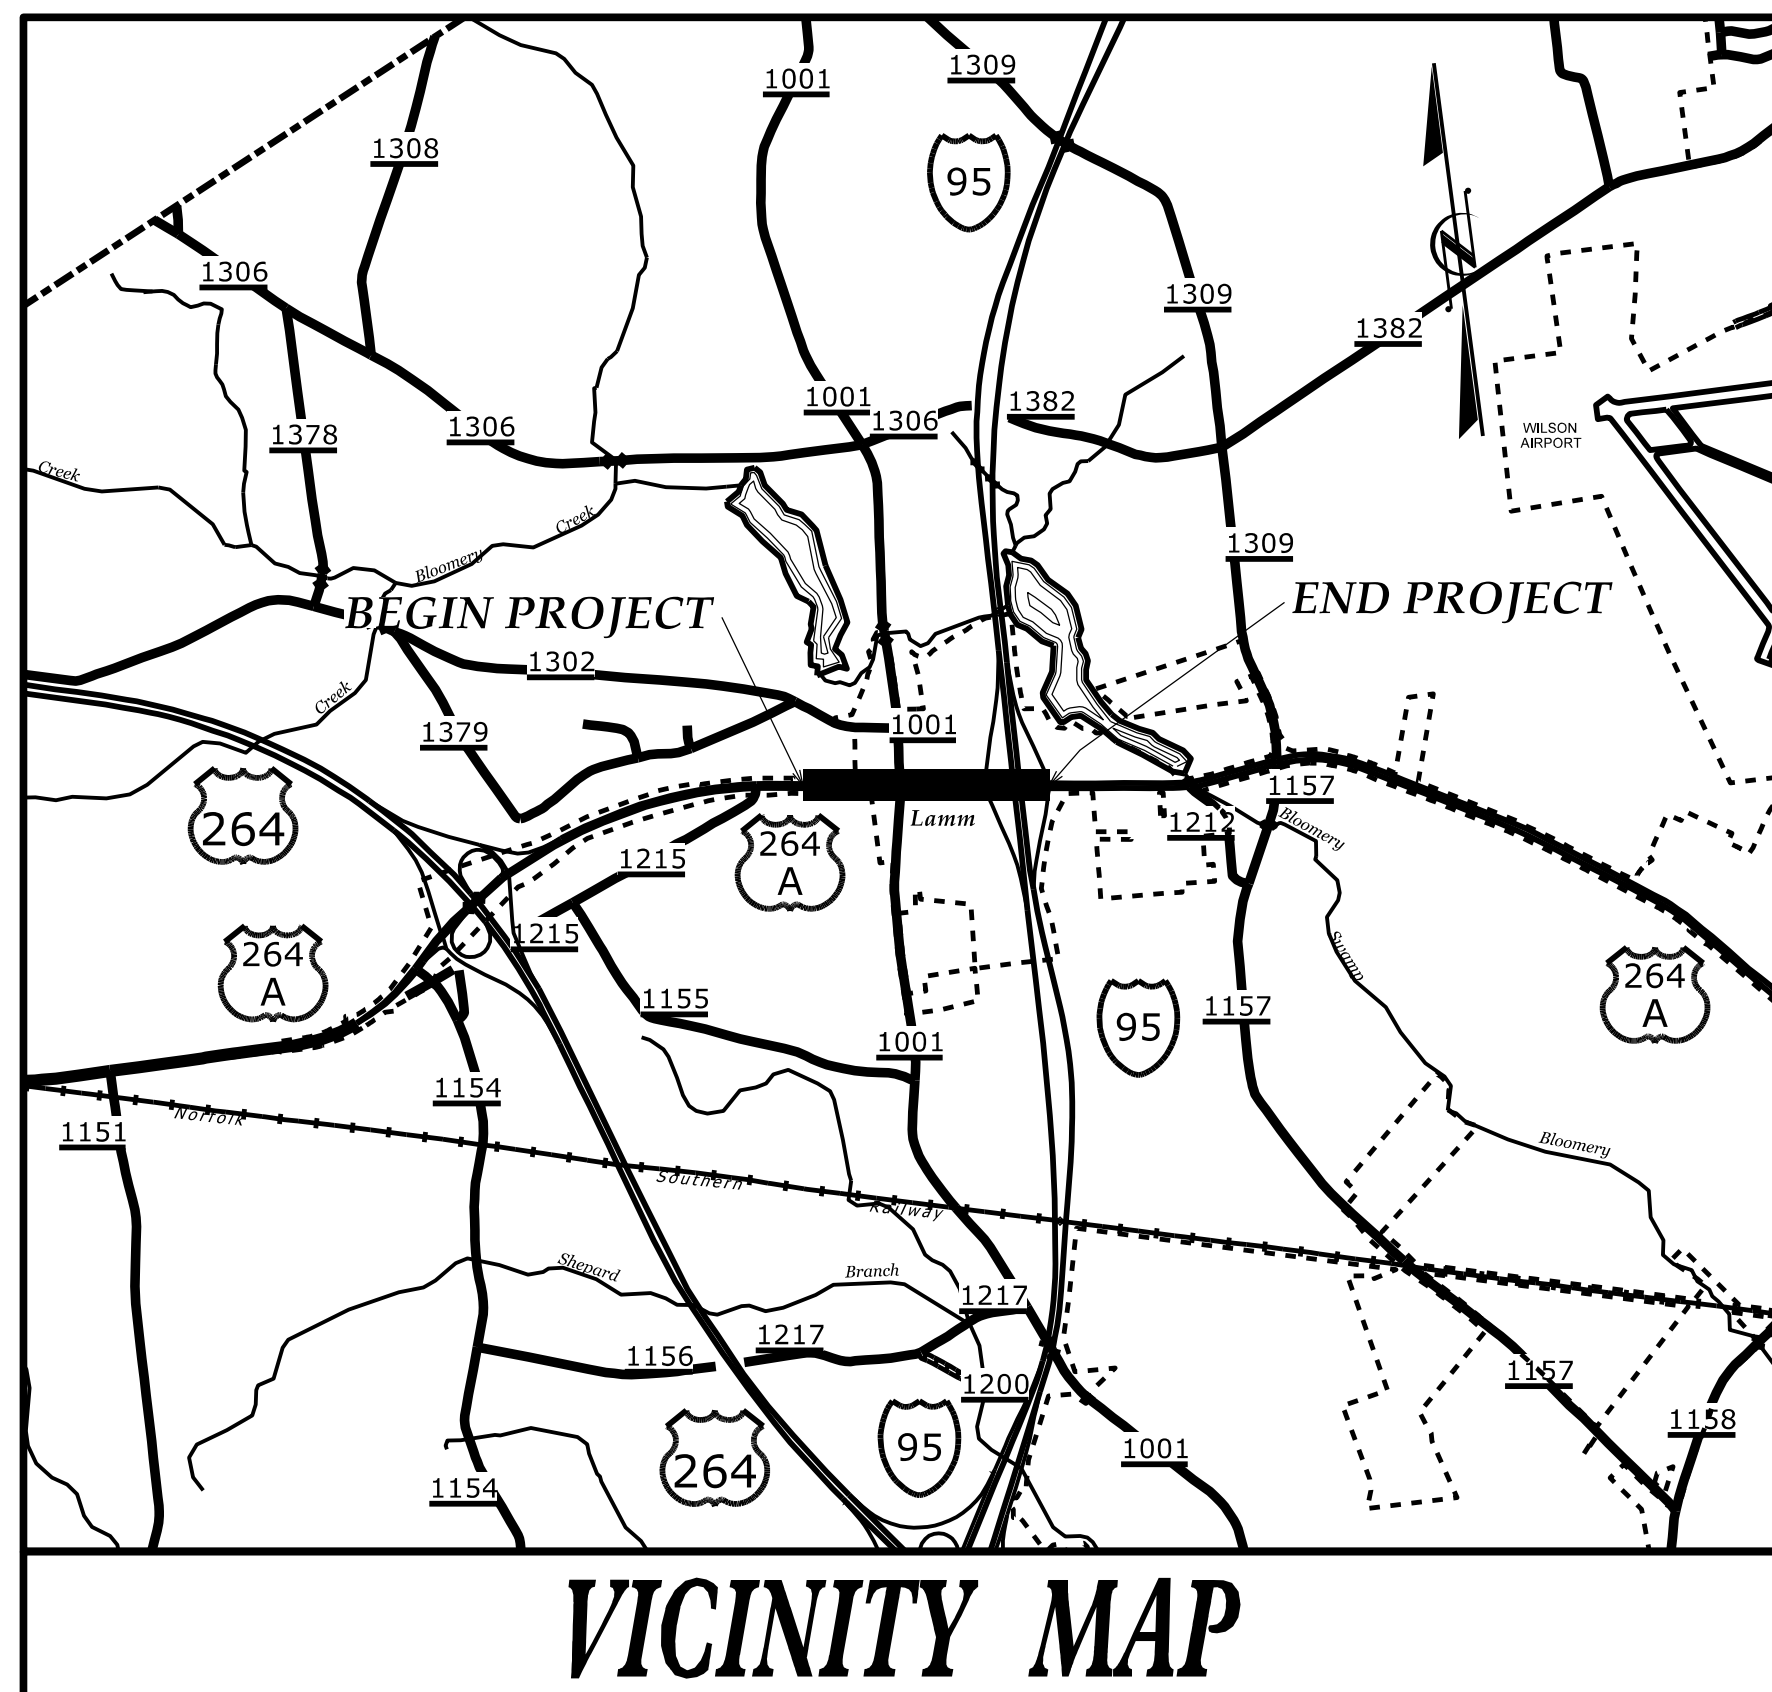 1309
1001
1308
95
1306
1309
1382
1001
1382
1306
1306
1378
WILSON
AIRPORT
Creek
Creek
1309
Bloomery
BEGIN PROJECT
END PROJECT
1302
Creek
1379
1001
1157
264
Lamm
1212
Bloomery
264
A
1215
1215
264
A
Swamp
264
A
1155
1157
95
1001
1154
Norfolk
1151
Bloomery
Southern
Railway
Shepard
Branch
1217
1217
1156
1200
1157
1158
95
1001
264
1154
N
VICINITY MAP